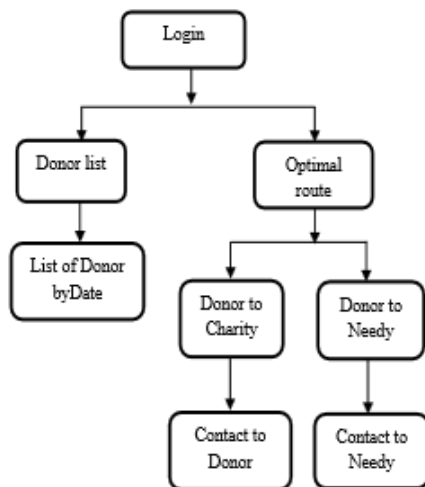 Login
Donor list
Optimal
route
List of Donor
byDate
Donor to
Charity
Donor to
Needy
Contact to
Donor
Contact to
Needy